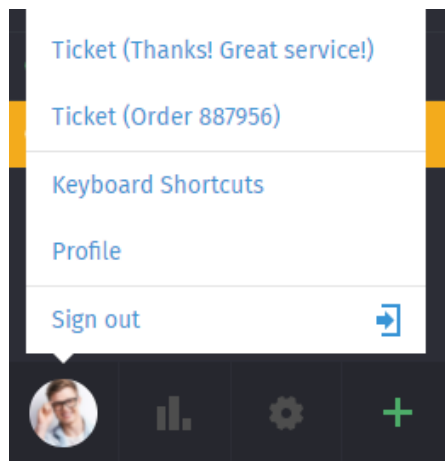 Ticket (Thanks! Great service!)
Ticket (Order 887956)
Keyboard Shortcuts
Profile
Sign out